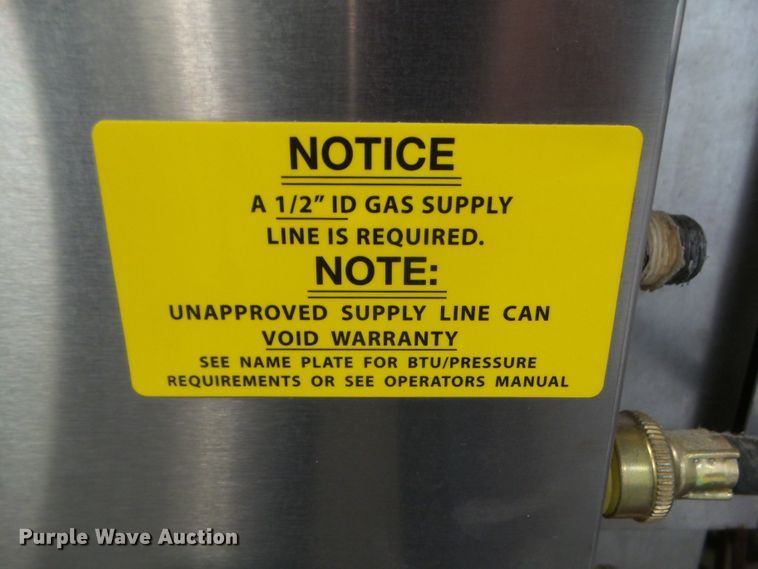 NOTICE
A 1/2" ID GAS SUPPLY
LINE IS REQUIRED.
NOTE:
UNAPPROVED SUPPLY LINE CAN
VOID WARRANTY
SEE NAME PLATE FOR BTU/PRESSURE
REQUIREMENTS OR SEE OPERATORS MANUAL
Purple Wave Auction